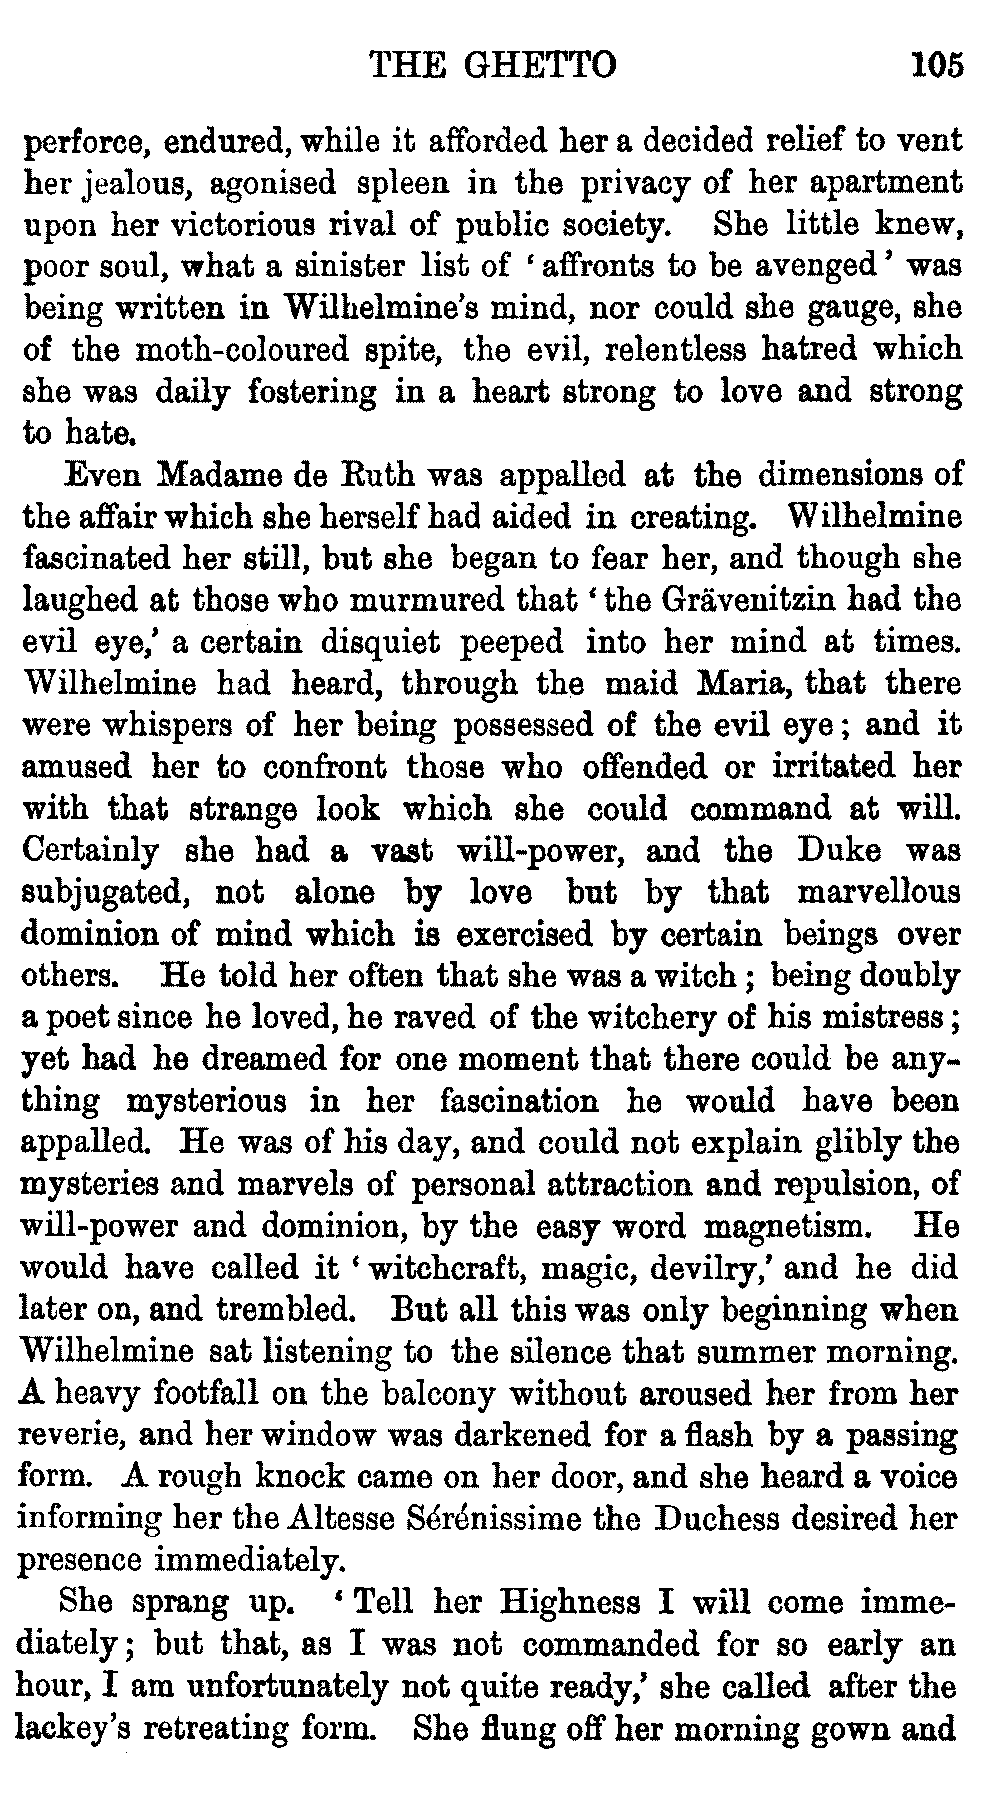 THE GHETTO 105
perforce, endured, while it afforded her a decided relief to vent
her jealous, agonised spleen in the privacy of her apartment
upon her victorious rival of public society. She little knew,
poor soul, what a sinister list of ‘affronts to be avenged’ was
being written in Wilhelmine’s mind, nor could she gauge, she
of the moth-coloured spite, the evil, relentless hatred which
she was daily fostering in a heart strong to love and strong
to hate.
Even Madame de Ruth was appalled at the dimensions of
the affair which she herself had aided in creating. Wilhelmine
fascinated her still, but she began to fear her, and though she
laughed at those who murmured that ‘the Grävenitzin had the
evil eye,’ a certain disquiet peeped into her mind at times.
Wilhelmine had heard, through the maid Maria, that there
were whispers of her being possessed of the evil eye; and it
amused her to confront those who offended or irritated her
with that strange look which she could command at will.
Certainly she had a vast will-power, and the Duke was
subjugated, not alone by love but by that marvellous
dominion of mind which is exercised by certain beings over
others. He told her often that she was a witch; being doubly
a poet since he loved, he raved of the witchery of his mistress;
yet had he dreamed for one moment that there could be any-
thing mysterious in her fascination he would have been
appalled. He was of his day, and could not explain glibly the
mysteries and marvels of personal attraction and repulsion, of
will-power and dominion, by the easy word magnetism. He
would have called it ‘witchcraft, magic, devilry,’ and he did
later on, and trembled. But all this was only beginning when
Wilhelmine sat listening to the silence that summer morning.
A heavy footfall on the balcony without aroused her from her
reverie, and her window was darkened for a flash by a passing
form. A rough knock came on her door, and she heard a voice
informing her the Altesse Sérénissime the Duchess desired her
presence immediately.
She sprang up. ‘Tell her Highness I will come imme-
diately; but that, as I was not commanded for so early an
hour, I am unfortunately not quite ready,’ she called after the
lackey’s retreating form. She flung off her morning gown and